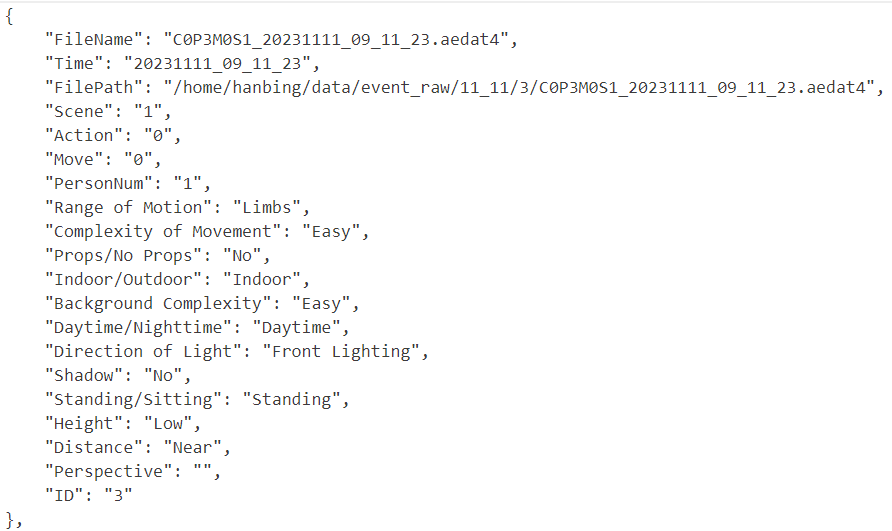 {
    "FileName": "C0P3M0S1_20231111_09_11_23.aedat4",
    "Time": "20231111_09_11_23",
    "FilePath": "/home/hanbing/data/event_raw/11_11/3/C0P3M0S1_20231111_09_11_23.aedat4",
    "Scene": "1",
    "Action": "0",
    "Move": "0",
    "PersonNum": "1",
    "Range of Motion": "Limbs",
    "Complexity of Movement": "Easy",
    "Props/No Props": "No",
    "Indoor/Outdoor": "Indoor",
    "Background Complexity": "Easy",
    "Daytime/Nighttime": "Daytime",
    "Direction of Light": "Front Lighting",
    "Shadow": "No",
    "Standing/Sitting": "Standing",
    "Height": "Low",
    "Distance": "Near",
    "Perspective": "",
    "ID": "3"
},